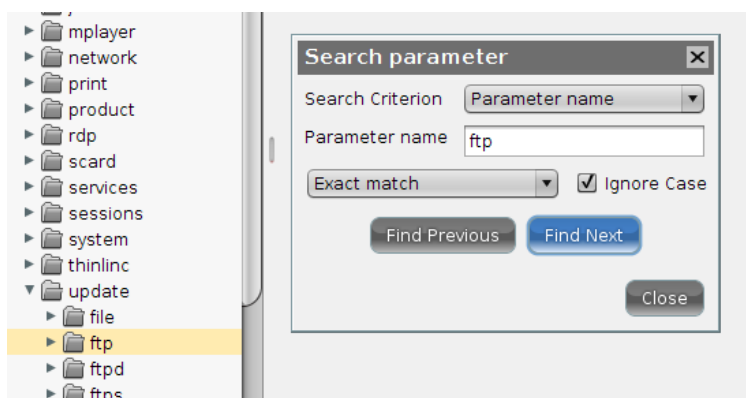 mplayer
network
print
product
rdp
scard
services
sessions
system
thinlinc
update
file
ftp
ftpd
ftps
Search parameter
Search Criterion Parameter name
Parameter name ftp
Exact match Ignore Case
Find Previous Find Next
Close